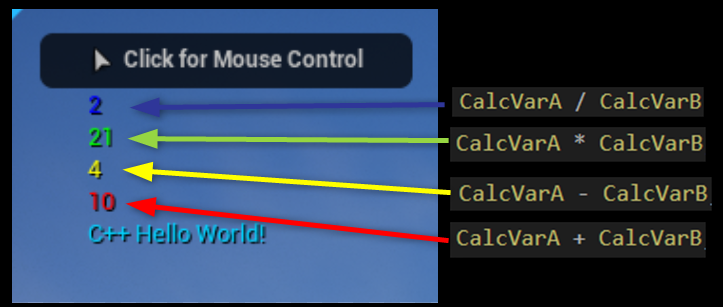 Click for Mouse Control
2
CalcVarA / CalcVarB
21
CalcVarA * CalcVarB
4
CalcVarA - CalcVarB
10
CalcVarA + CalcVarB
C++ Hello World!